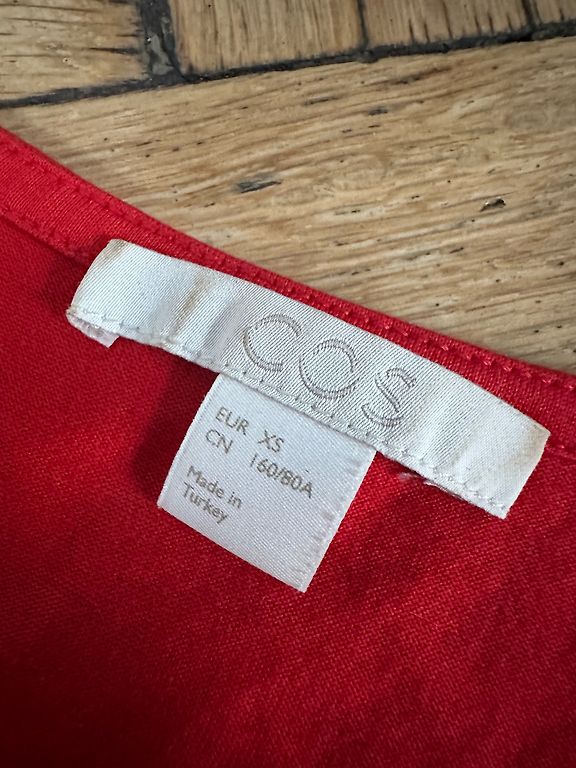 COS
EUR XS
CN 160/80A
Made in
Turkey